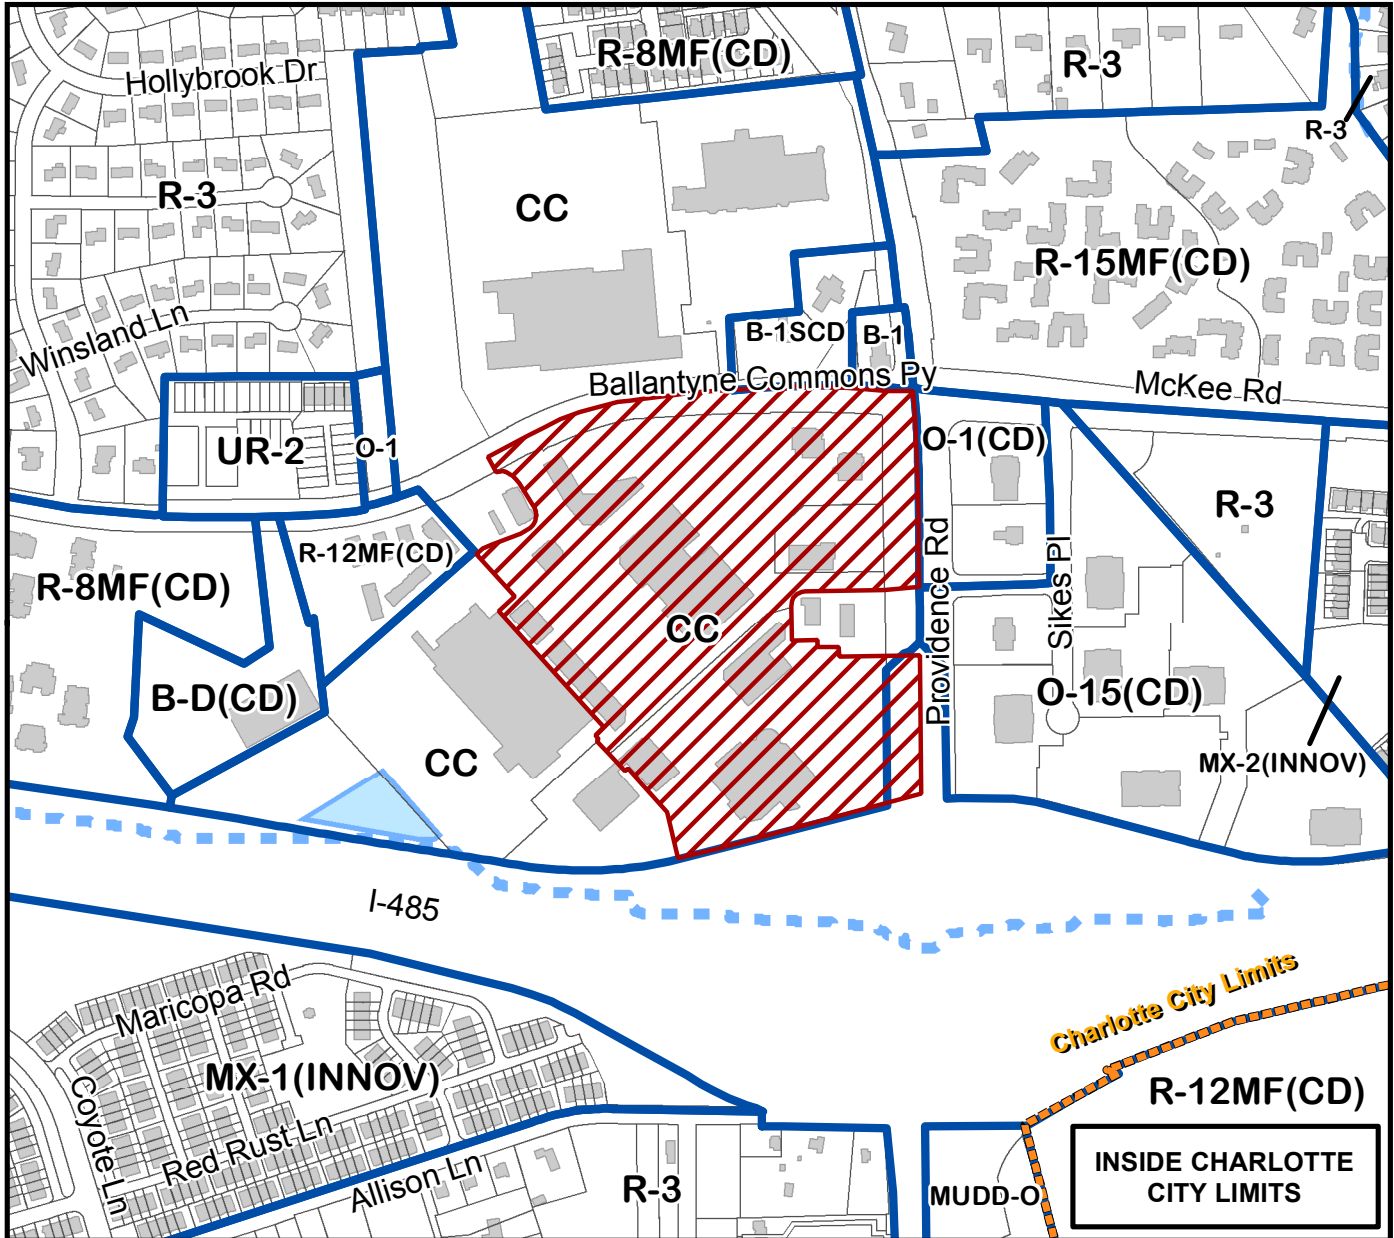 R-8MF(CD)
R-3
Hollybrook Dr
R-3
R-3
CC
R-15MF(CD)
Winsland Ln
B-1SCD
B-1
Ballantyne Commons Py
McKee Rd
UR-2
O-1
O-1(CD)
R-3
R-12MF(CD)
R-8MF(CD)
Sikes Pl
CC
Providence Rd
B-D(CD)
O-15(CD)
CC
MX-2(INNOV)
I-485
Charlotte City Limits
Maricopa Rd
MX-1(INNOV)
Coyote Ln
Red Rust Ln
Allison Ln
R-3
R-12MF(CD)
MUDD-O
INSIDE CHARLOTTE
CITY LIMITS